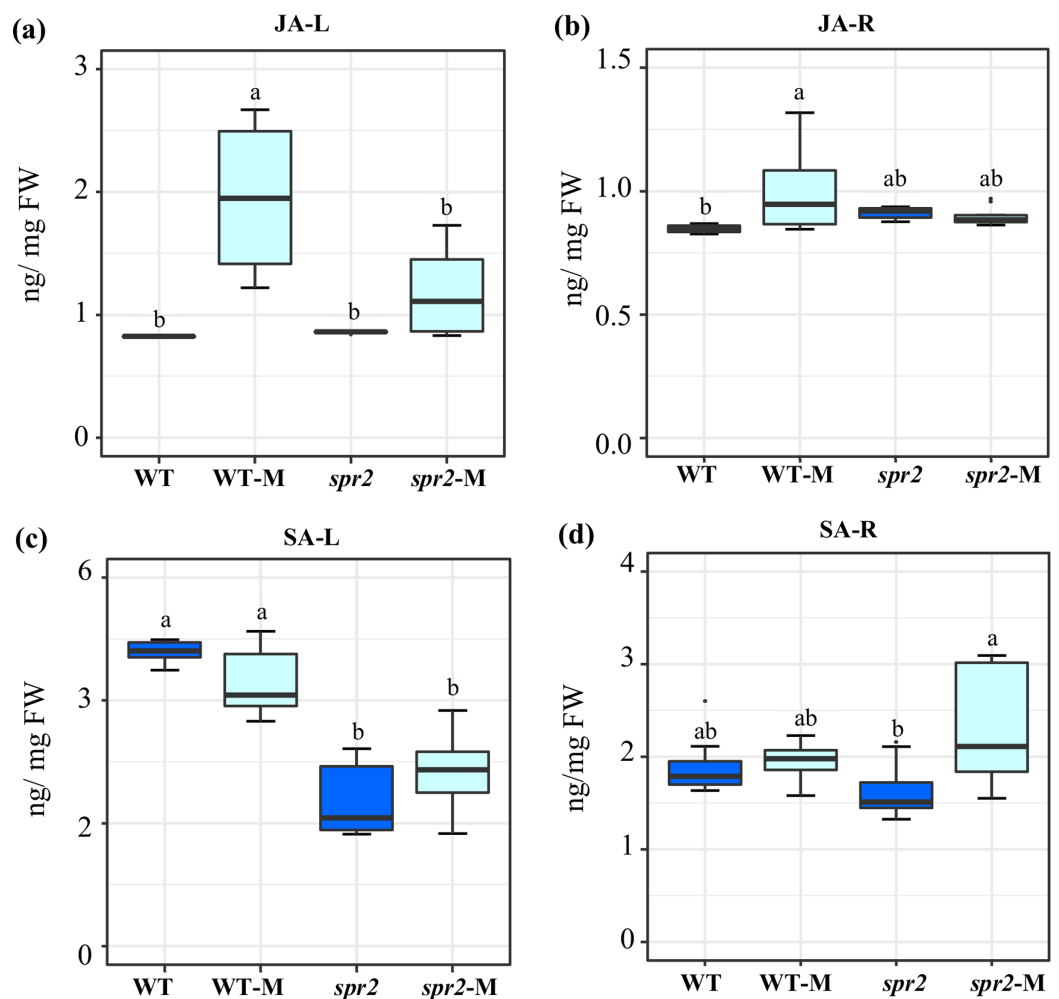 (a)
JA-L
ng/ mg FW
3
2
1
0
b
a
b
b
WT
WT-M
spr2
spr2-M
(b)
JA-R
ng/ mg FW
1.5
1.0
0.5
0.0
b
a
ab
ab
WT
WT-M
spr2
spr2-M
(c)
SA-L
ng/ mg FW
6
3
2
0
a
a
b
b
WT
WT-M
spr2
spr2-M
(d)
SA-R
ng/mg FW
4
3
2
1
0
ab
ab
b
a
WT
WT-M
spr2
spr2-M